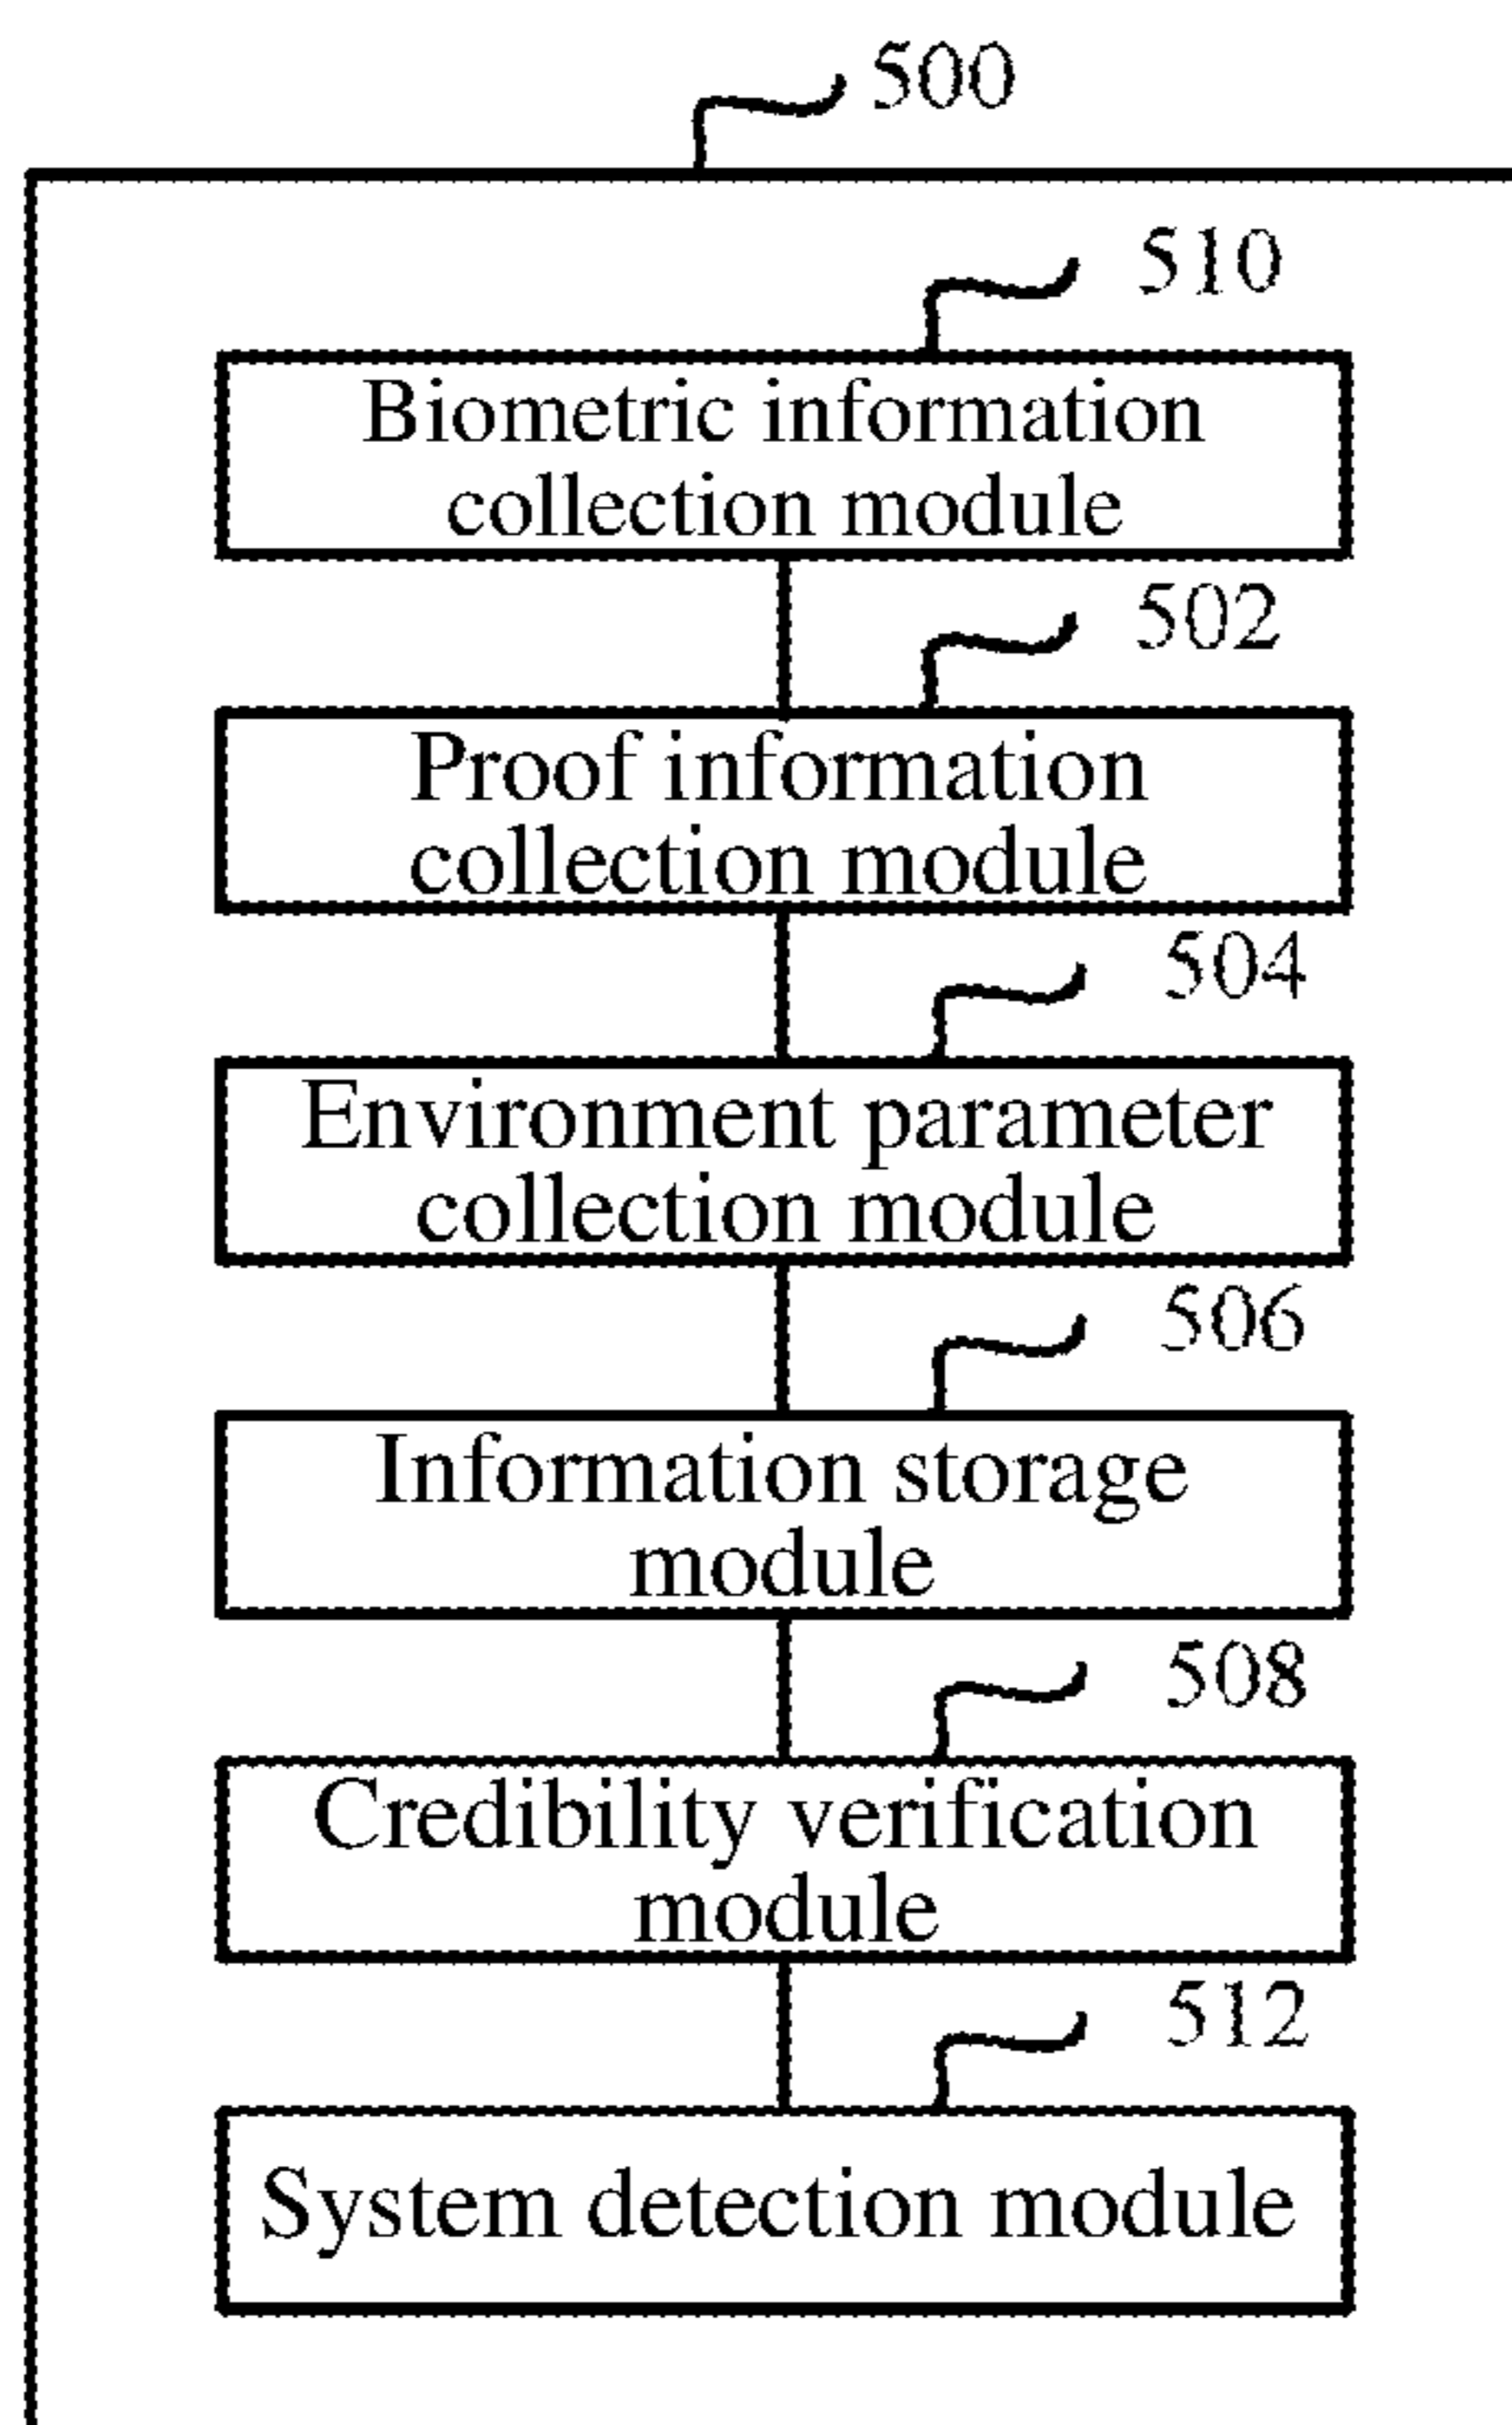 500
510
Biometric information
collection module
502
Proof information
collection module
504
Environment parameter
collection module
506
Information storage
module
508
Credibility verification
module
512
System detection module